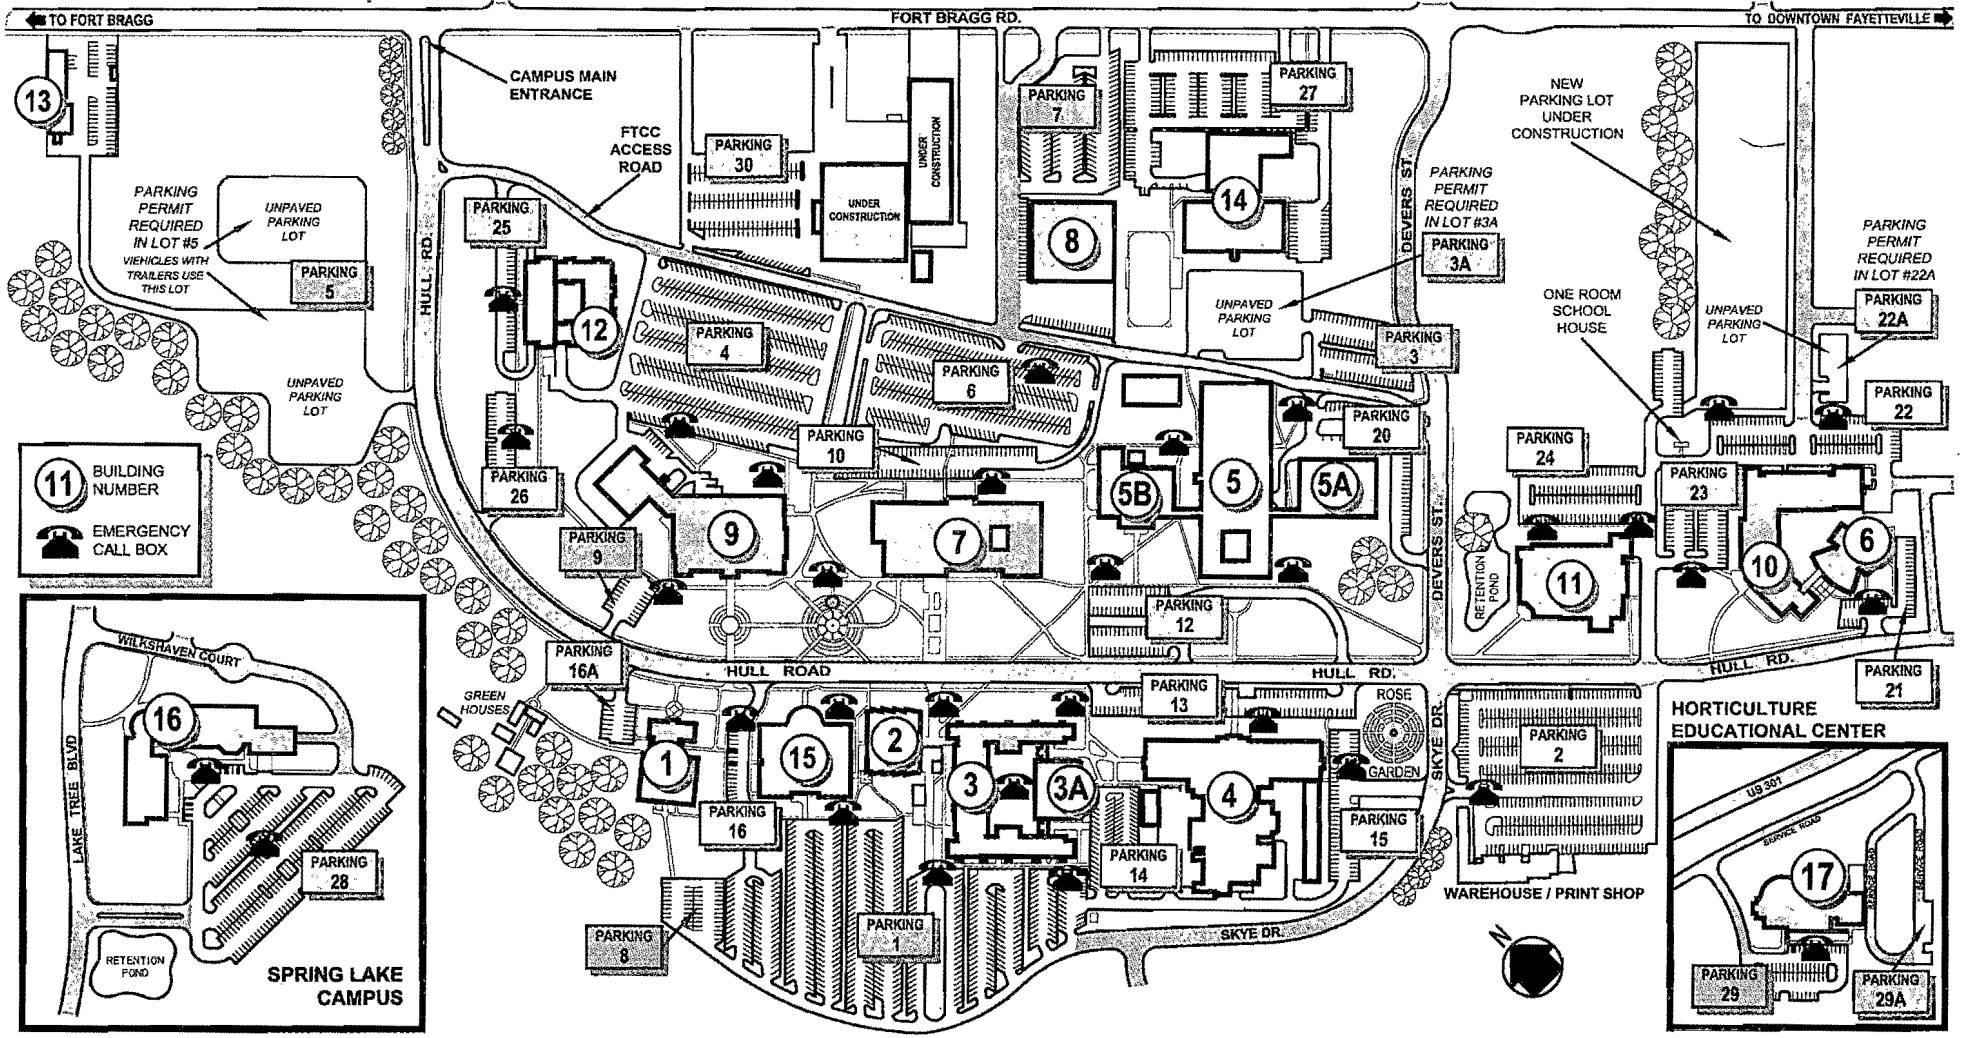 TO FORT BRAGG
FORT BRAGG RD.
TO DOWNTOWN FAYETTEVILLE
13
CAMPUS MAIN
ENTRANCE
FTCC
ACCESS
ROAD
PARKING
30
UNDER
CONSTRUCTION
UNDER
CONSTRUCTION
PARKING
7
PARKING
27
14
8
DEVERS ST.
PARKING
PERMIT
REQUIRED
IN LOT #3A
PARKING
3A
NEW
PARKING LOT
UNDER
CONSTRUCTION
PARKING
PERMIT
REQUIRED
IN LOT #22A
PARKING
22A
ONE ROOM
SCHOOL
HOUSE
UNPAVED
PARKING
LOT
PARKING
PERMIT
REQUIRED
IN LOT #5
VIEHICLES WITH
TRAILERS USE
THIS LOT
UNPAVED
PARKING
LOT
PARKING
5
HULL RD.
PARKING
25
12
PARKING
4
PARKING
6
UNPAVED
PARKING
LOT
PARKING
3
UNPAVED
PARKING
LOT
PARKING
10
PARKING
20
PARKING
22
PARKING
24
PARKING
23
11
BUILDING
NUMBER
EMERGENCY
CALL BOX
PARKING
26
PARKING
9
9
7
5B
5
5A
DEVERS ST.
RETENTION
POND
11
10
6
PARKING
12
PARKING
16A
HULL ROAD
HULL RD.
HULL RD.
PARKING
21
GREEN
HOUSES
PARKING
13
ROSE
GARDEN
SKYE DR.
PARKING
2
1
15
2
3
3A
4
PARKING
16
PARKING
14
PARKING
15
WAREHOUSE / PRINT SHOP
PARKING
8
PARKING
1
SKYE DR.
N
WILKSHAVEN COURT
16
LAKE TREE BLVD
PARKING
28
RETENTION
POND
SPRING LAKE
CAMPUS
HORTICULTURE
EDUCATIONAL CENTER
US 301
SERVICE ROAD
SERVICE ROAD
SERVICE ROAD
17
PARKING
29
PARKING
29A